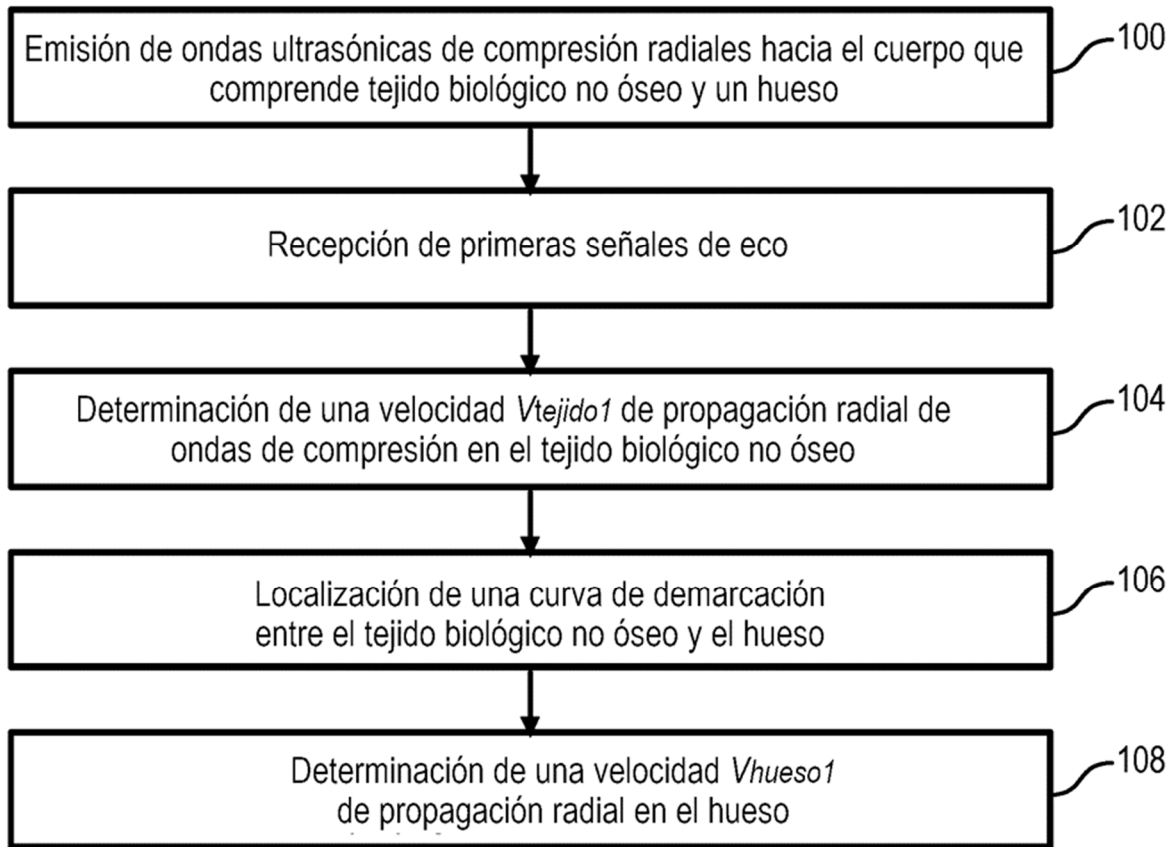 Emisión de ondas ultrasónicas de compresión radiales hacia el cuerpo que
comprende tejido biológico no óseo y un hueso
100
Recepción de primeras señales de eco
102
Determinación de una velocidad Vtejido1 de propagación radial de
ondas de compresión en el tejido biológico no óseo
104
Localización de una curva de demarcación
entre el tejido biológico no óseo y el hueso
106
Determinación de una velocidad Vhueso1
de propagación radial en el hueso
108